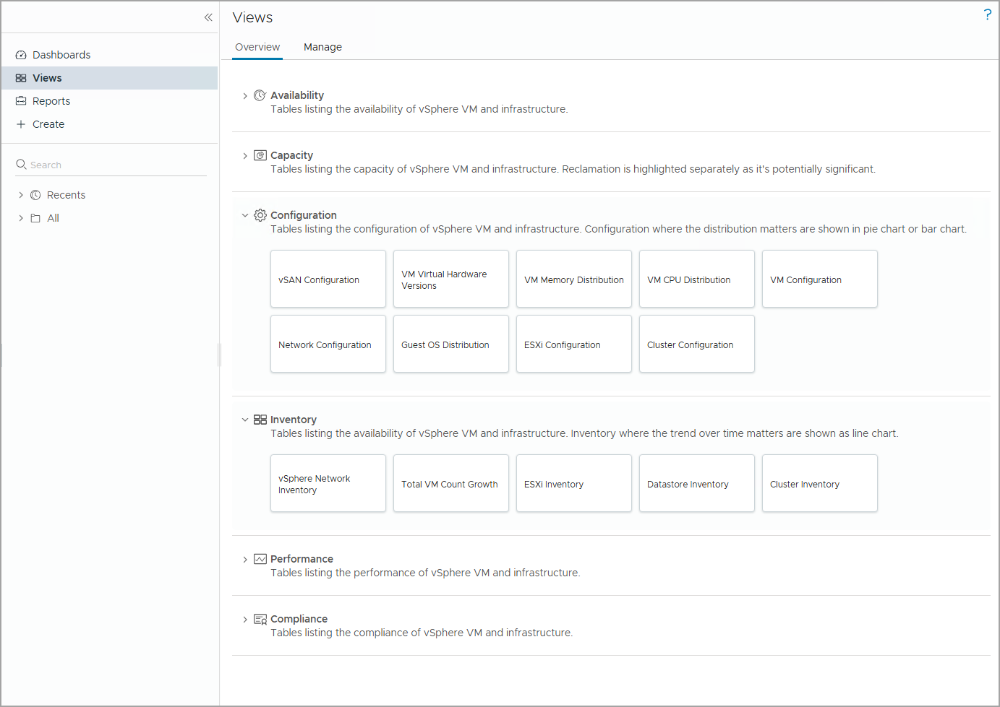 Views
?
Overview
Manage
Dashboards
Views
Reports
Create
Search
Recents
All
Availability
Tables listing the availability of vSphere VM and infrastructure.
Capacity
Tables listing the capacity of vSphere VM and infrastructure. Reclamation is highlighted separately as it's potentially significant.
Configuration
Tables listing the configuration of vSphere VM and infrastructure. Configuration where the distribution matters are shown in pie chart or bar chart.
vSAN Configuration
VM Virtual Hardware
Versions
VM Memory Distribution
VM CPU Distribution
VM Configuration
Network Configuration
Guest OS Distribution
ESXi Configuration
Cluster Configuration
Inventory
Tables listing the availability of vSphere VM and infrastructure. Inventory where the trend over time matters are shown as line chart.
vSphere Network
Inventory
Total VM Count Growth
ESXi Inventory
Datastore Inventory
Cluster Inventory
Performance
Tables listing the performance of vSphere VM and infrastructure.
Compliance
Tables listing the compliance of vSphere VM and infrastructure.